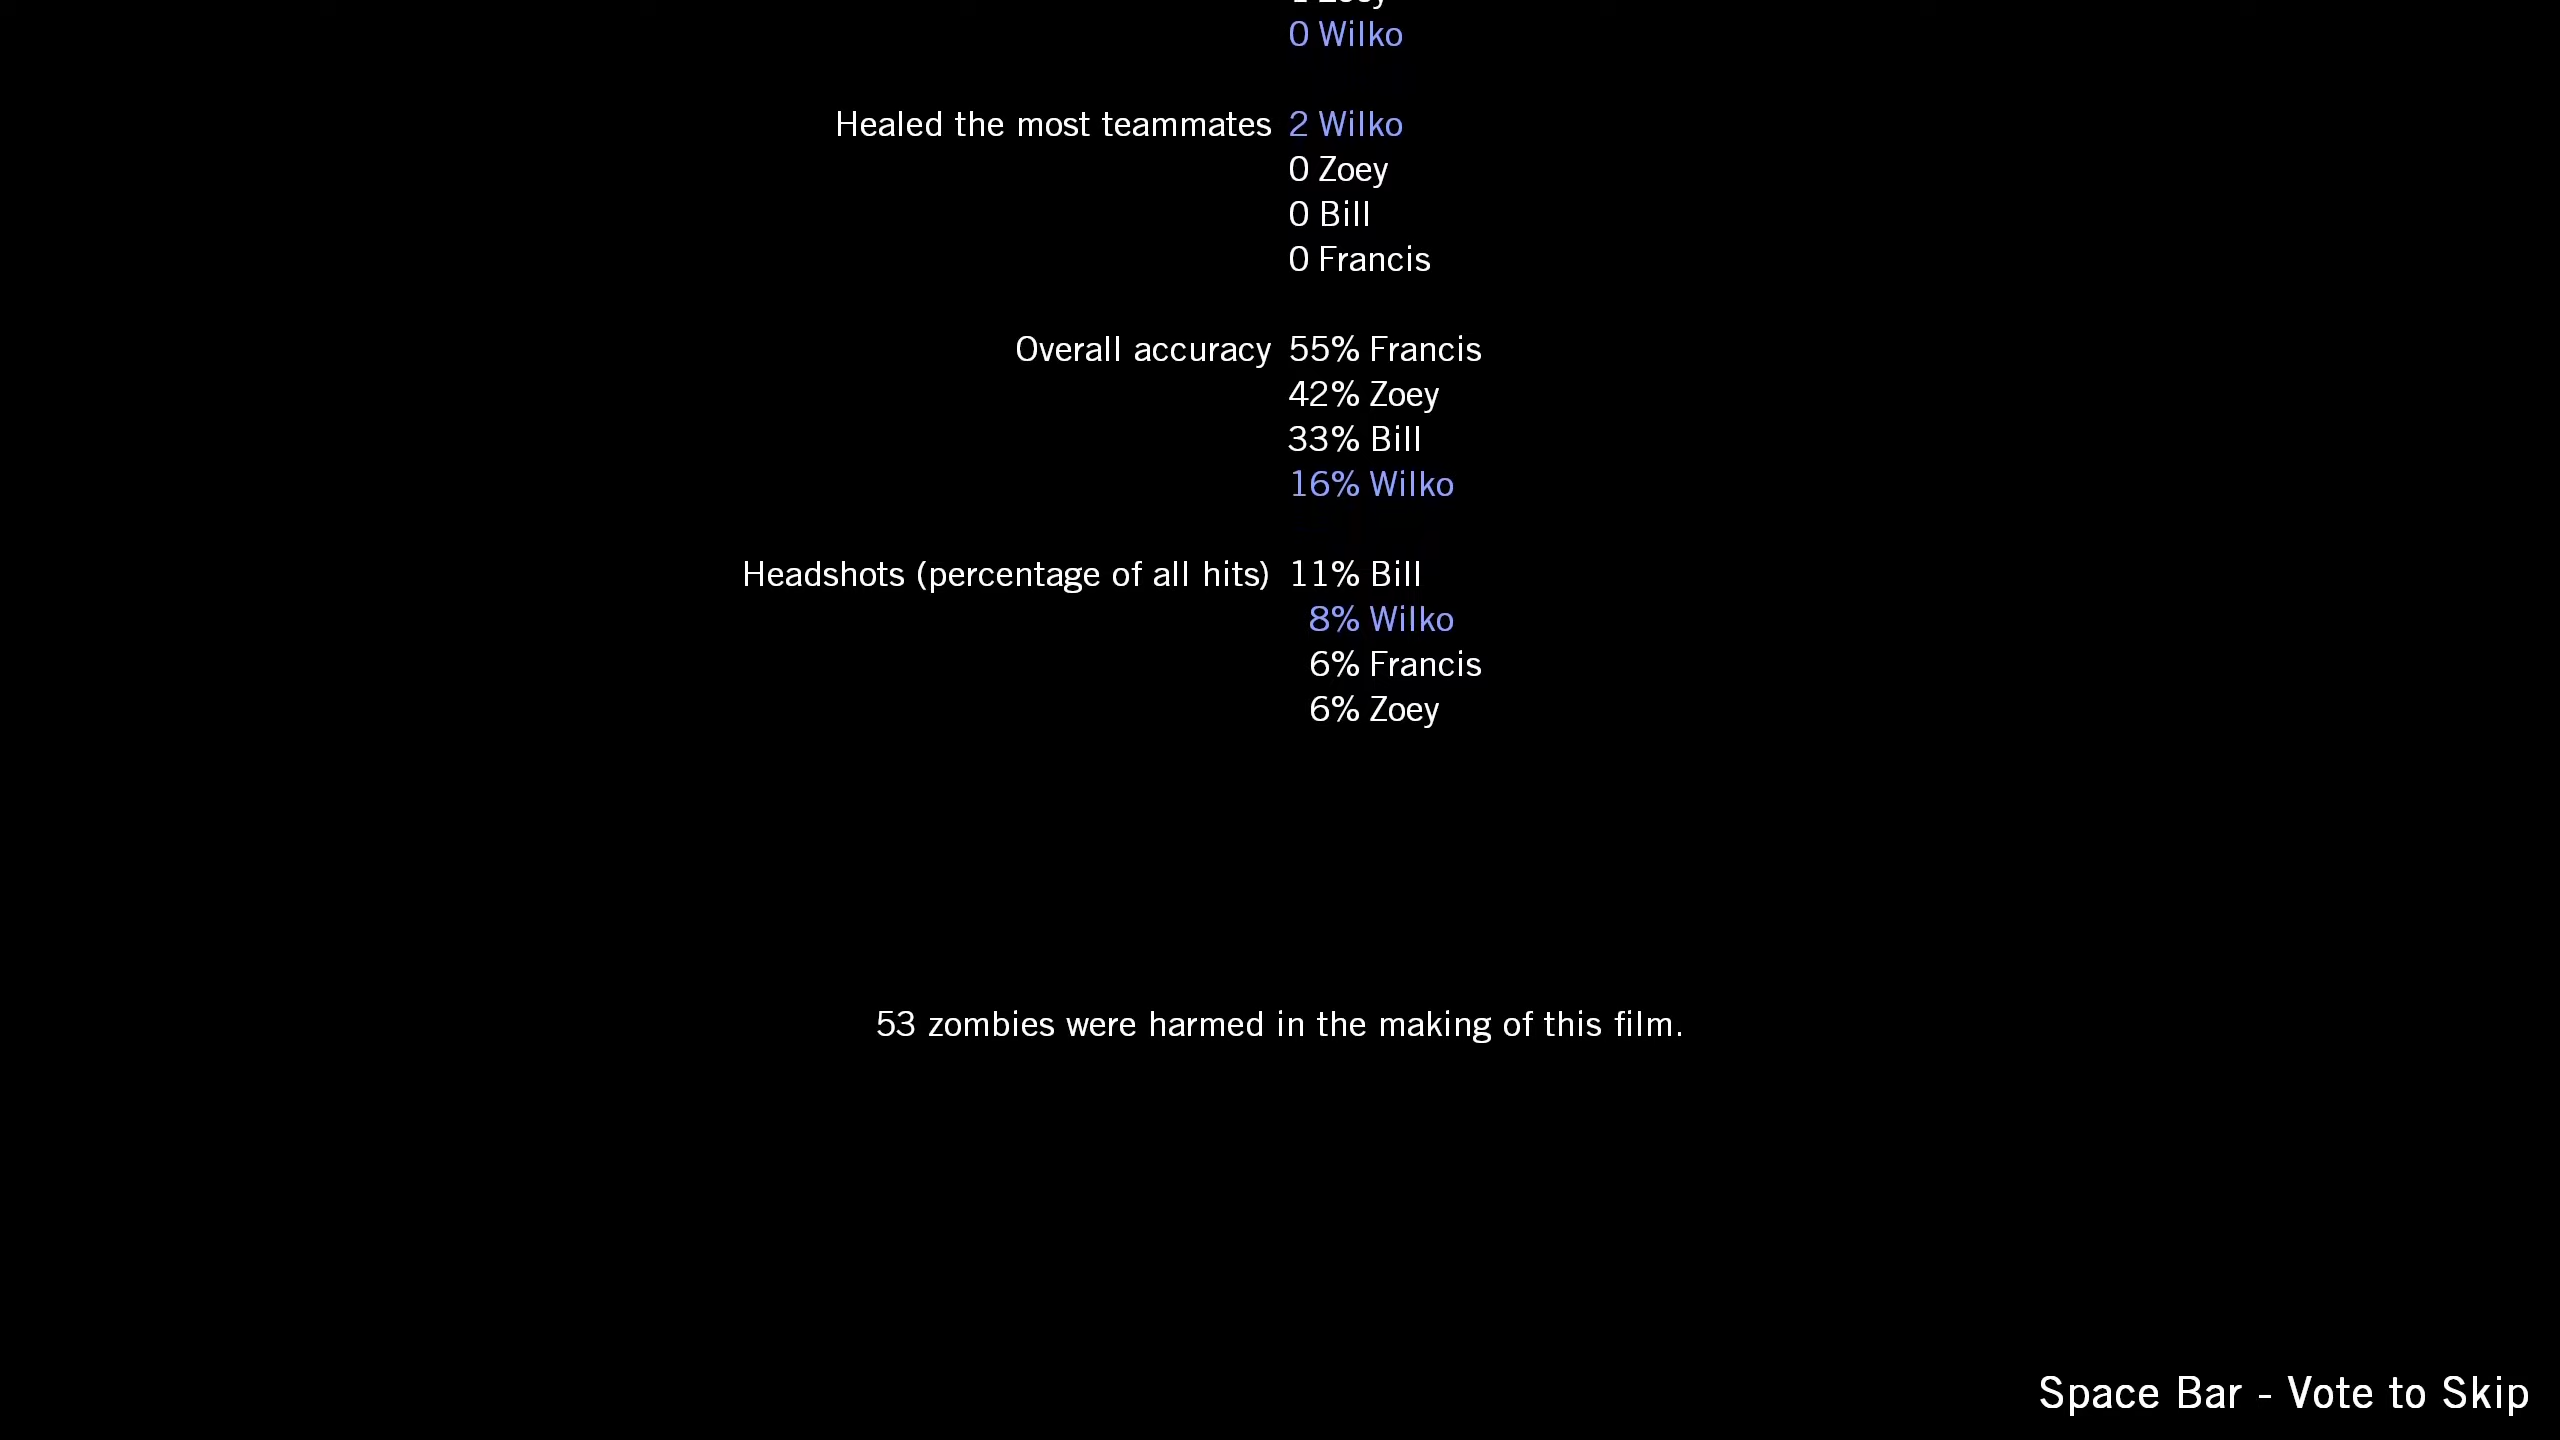 0 Wilko
Healed the most teammates 2 Wilko
0 Zoey
0 Bill
0 Francis
Overall accuracy 55% Francis
42% Zoey
33% Bill
16% Wilko
Headshots (percentage of all hits) 11% Bill
8% Wilko
6% Francis
6% Zoey
53 zombies were harmed in the making of this film.
Space Bar - Vote to Skip